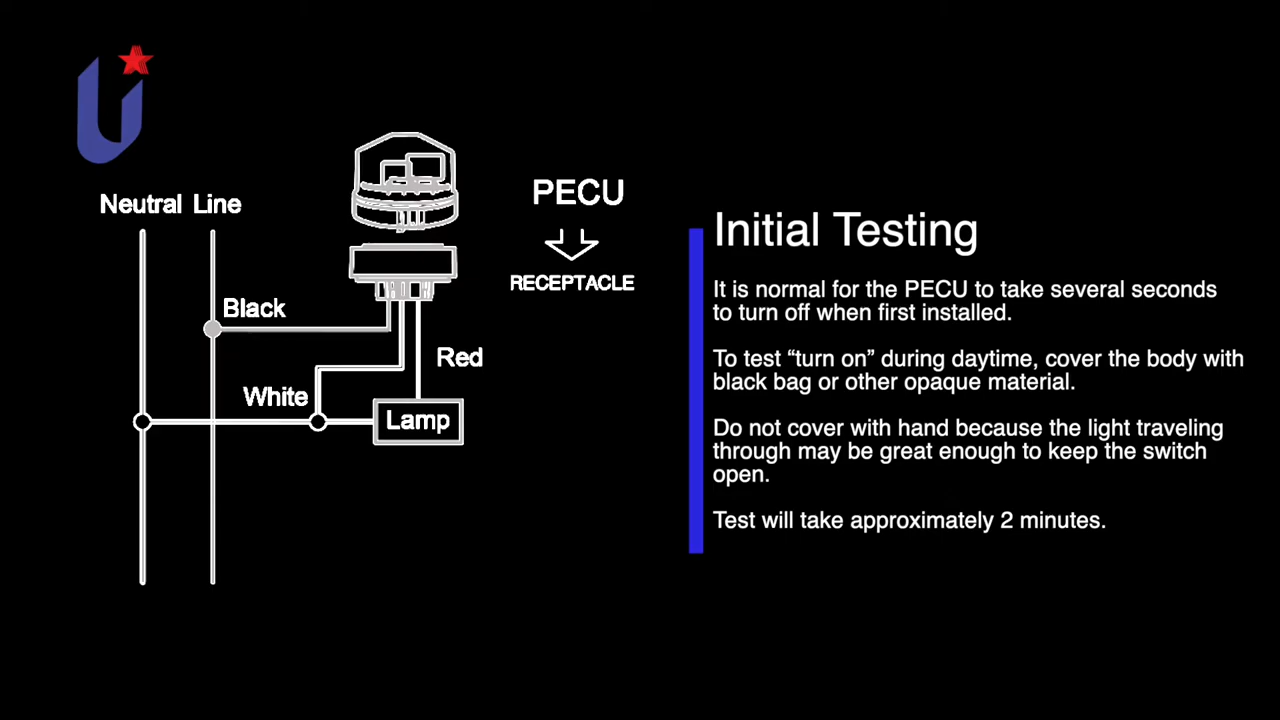 Neutral Line
PECU
RECEPTACLE
Black
Red
White
Lamp
Initial Testing
It is normal for the PECU to take several seconds
to turn off when first installed.
To test “turn on” during daytime, cover the body with
black bag or other opaque material.
Do not cover with hand because the light traveling
through may be great enough to keep the switch
open.
Test will take approximately 2 minutes.